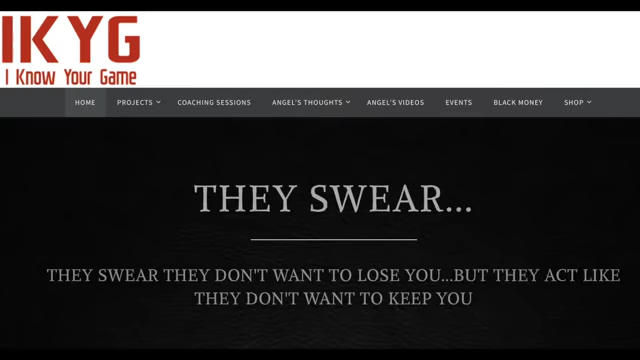 IKYG
I Know Your Game
HOME PROJECTS COACHING SESSIONS ANGEL'S THOUGHTS ANGEL'S VIDEOS EVENTS BLACK MONEY SHOP
THEY SWEAR...
THEY SWEAR THEY DON'T WANT TO LOSE YOU...BUT THEY ACT LIKE
THEY DON'T WANT TO KEEP YOU